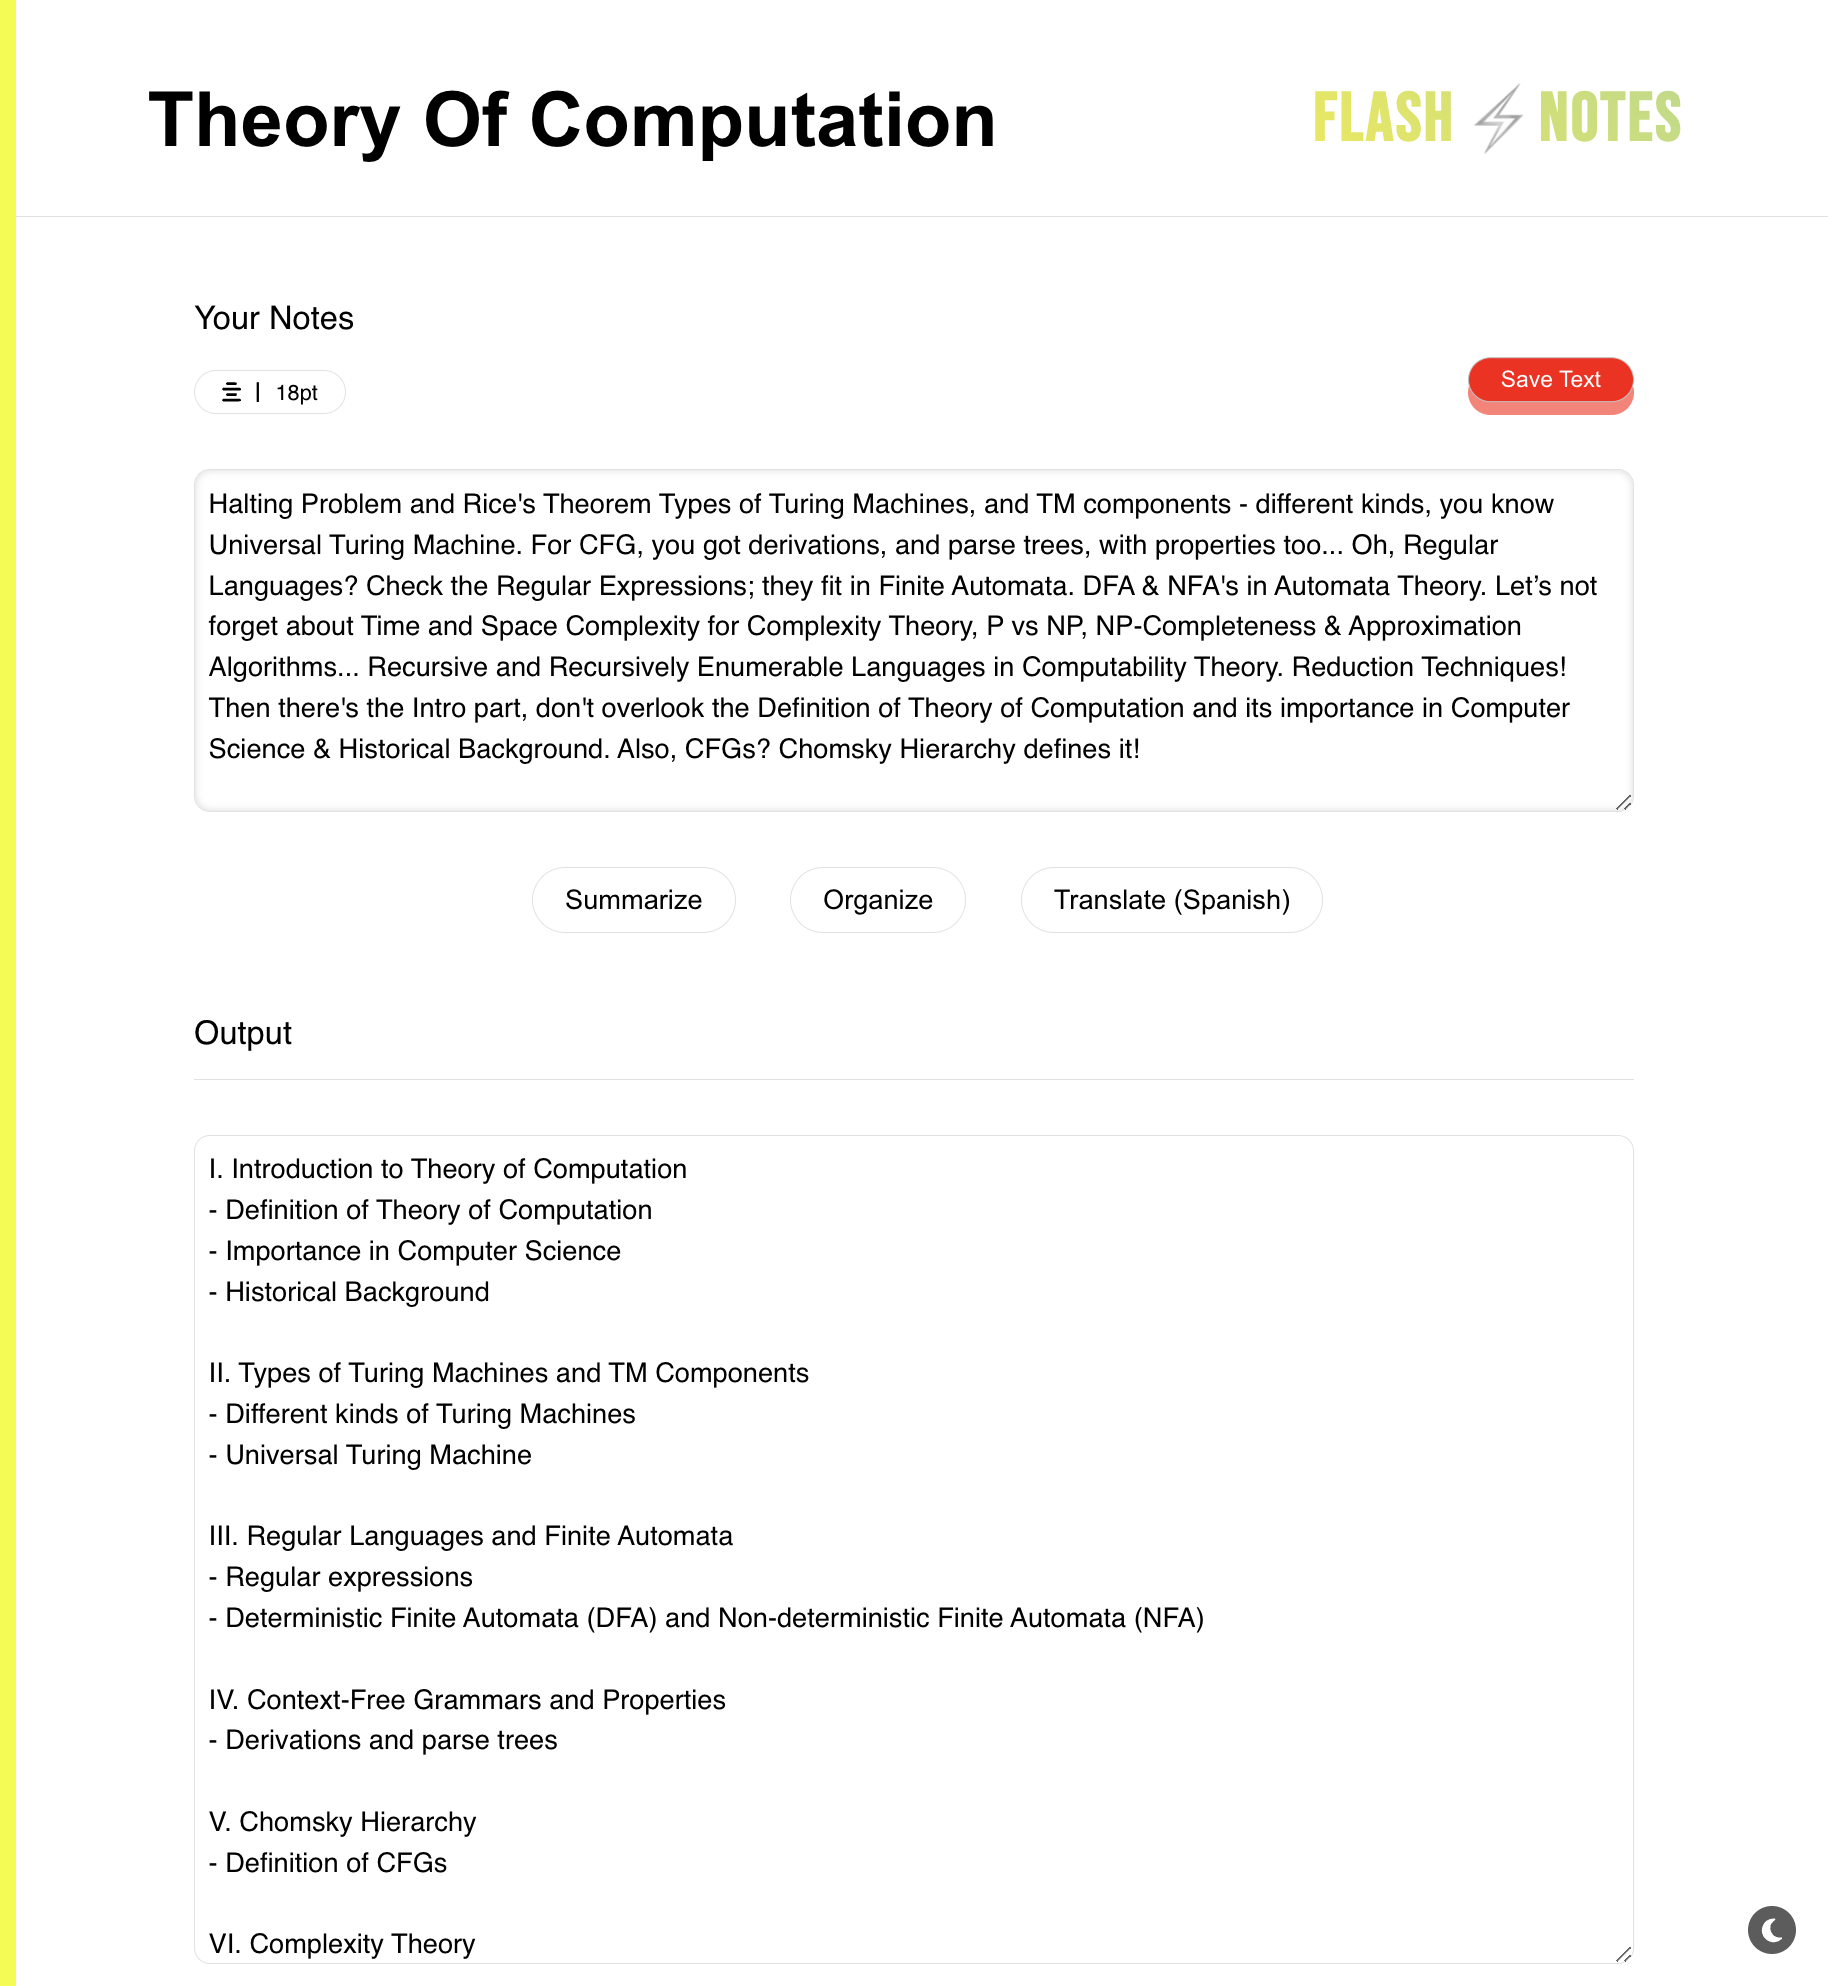 Theory Of Computation
FLASH NOTES
Your Notes
18pt
Save Text
Halting Problem and Rice's Theorem Types of Turing Machines, and TM components - different kinds, you know
Universal Turing Machine. For CFG, you got derivations, and parse trees, with properties too... Oh, Regular
Languages? Check the Regular Expressions; they fit in Finite Automata. DFA & NFA's in Automata Theory. Let’s not
forget about Time and Space Complexity for Complexity Theory, P vs NP, NP-Completeness & Approximation
Algorithms... Recursive and Recursively Enumerable Languages in Computability Theory. Reduction Techniques!
Then there's the Intro part, don't overlook the Definition of Theory of Computation and its importance in Computer
Science & Historical Background. Also, CFGs? Chomsky Hierarchy defines it!
Summarize
Organize
Translate (Spanish)
Output
I. Introduction to Theory of Computation
- Definition of Theory of Computation
- Importance in Computer Science
- Historical Background
II. Types of Turing Machines and TM Components
- Different kinds of Turing Machines
- Universal Turing Machine
III. Regular Languages and Finite Automata
- Regular expressions
- Deterministic Finite Automata (DFA) and Non-deterministic Finite Automata (NFA)
IV. Context-Free Grammars and Properties
- Derivations and parse trees
V. Chomsky Hierarchy
- Definition of CFGs
VI. Complexity Theory